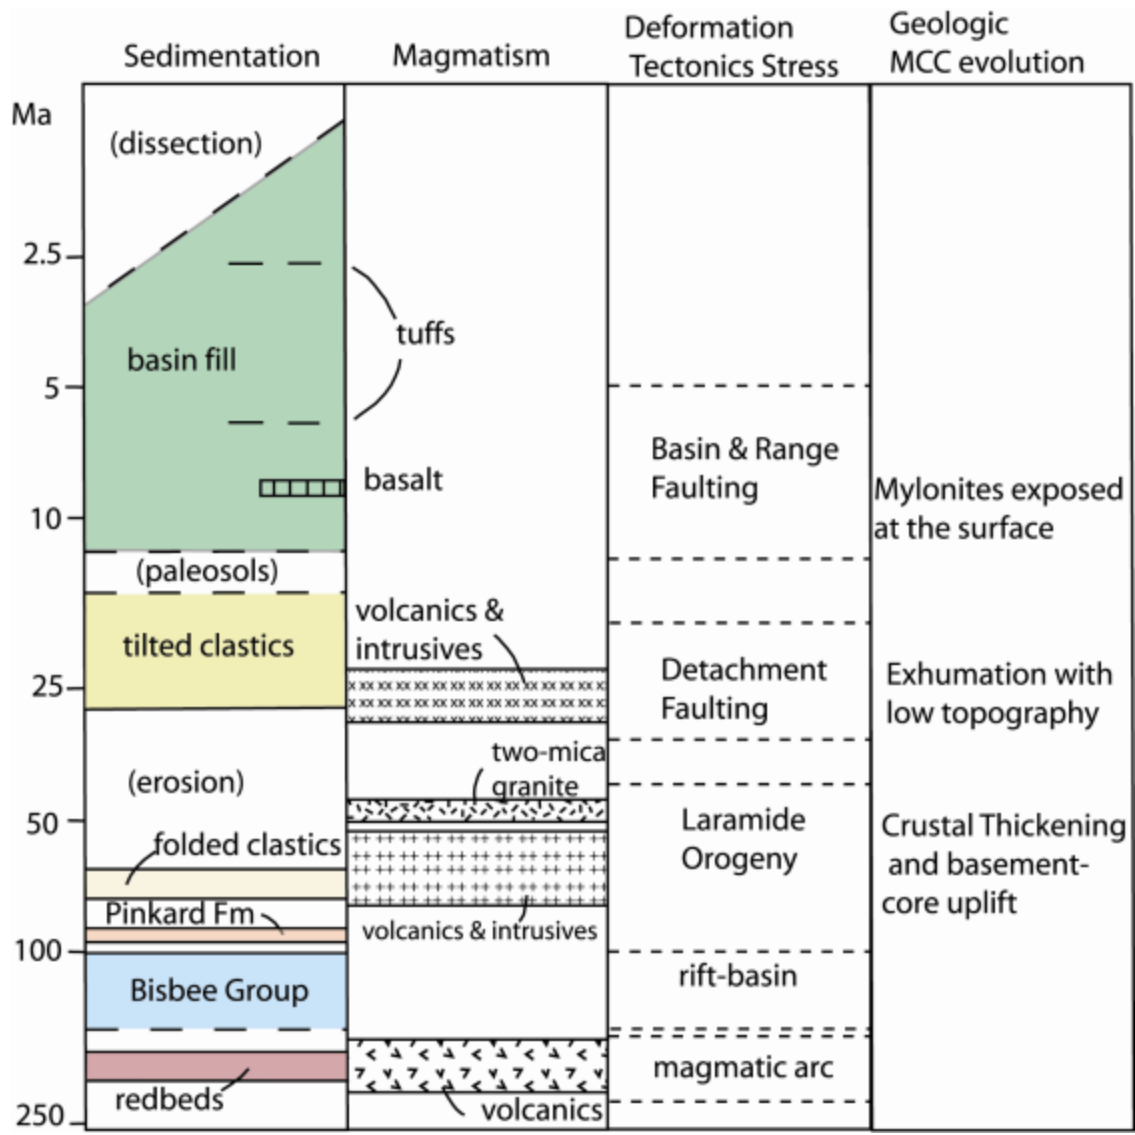 Sedimentation
Magmatism
Deformation
Tectonics Stress
Geologic
MCC evolution
Ma
(dissection)
2.5
tuffs
basin fill
5
Basin & Range
Faulting
basalt
Mylonites exposed
at the surface
10
(paleosols)
volcanics &
intrusives
tilted clastics
Detachment
Faulting
Exhumation with
low topography
25
two-mica
granite
(erosion)
50
Laramide
Orogeny
Crustal Thickening
and basement-
core uplift
folded clastics
Pinkard Fm
volcanics & intrusives
100
rift-basin
Bisbee Group
magmatic arc
redbeds
volcanics
250